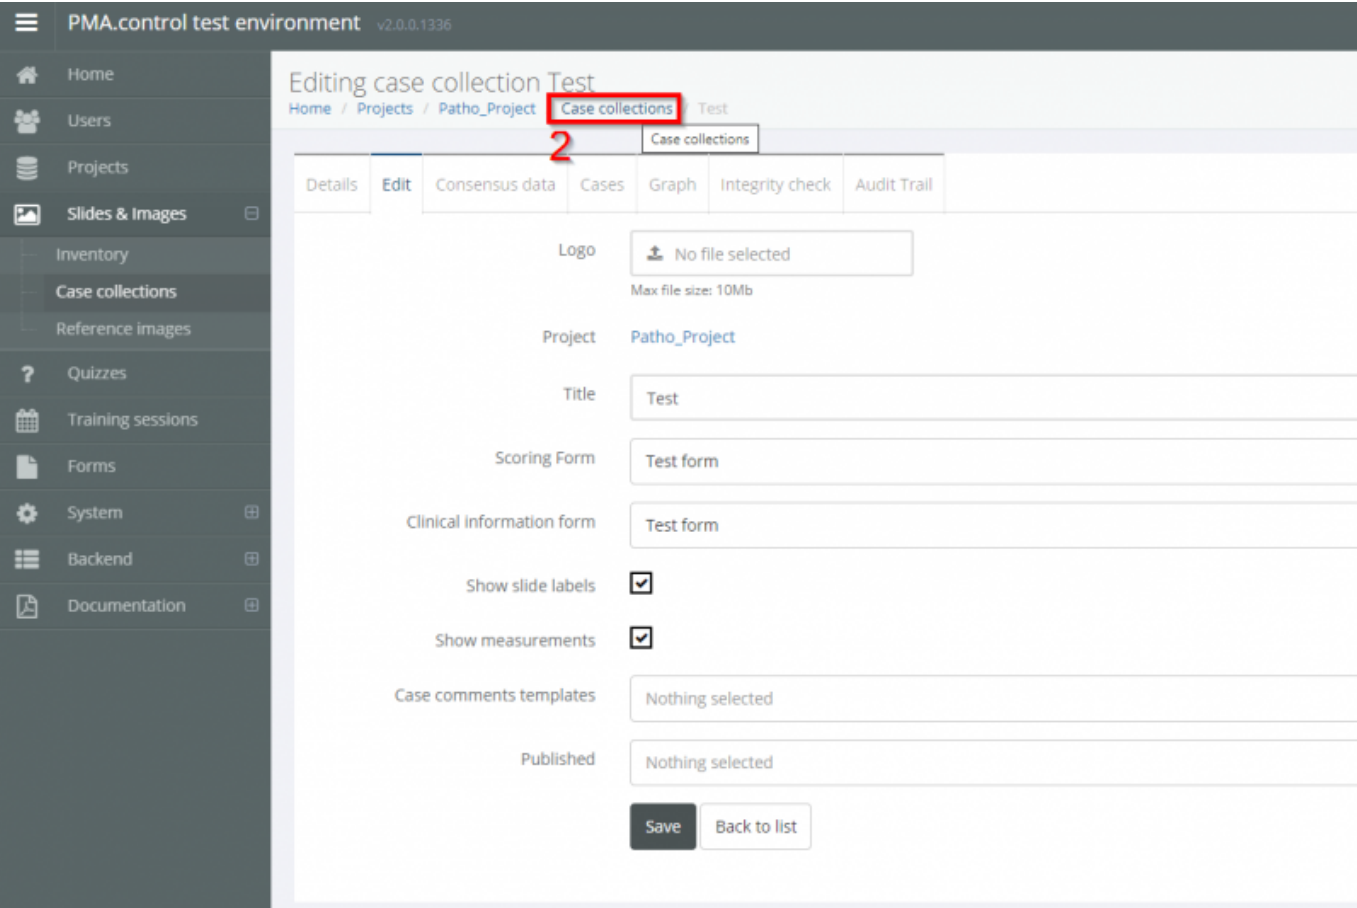 PMA.control test environment v2.0.0.1336
Home
Users
Projects
Slides & Images
Inventory
Case collections
Reference images
Quizzes
Training sessions
Forms
System
Backend
Documentation
Editing case collection Test
Home / Projects / Patho_Project Case collections / Test
2
Case collections
Details Edit Consensus data Cases Graph Integrity check Audit Trail
Logo No file selected
Max file size: 10Mb
Project Patho_Project
Title Test
Scoring Form Test form
Clinical information form Test form
Show slide labels
Show measurements
Case comments templates Nothing selected
Published Nothing selected
Save Back to list